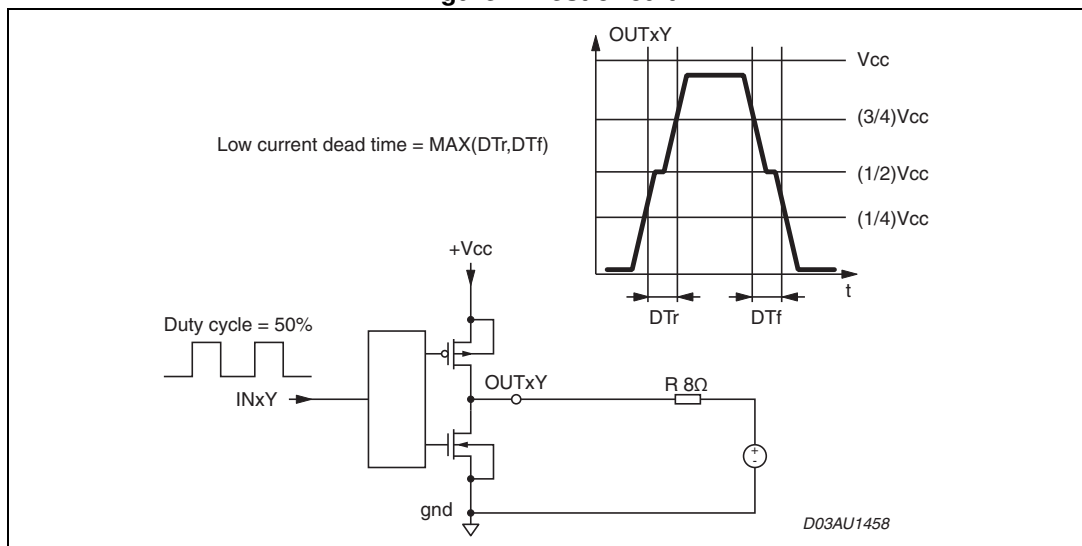 OUTxY
Vcc
(3/4)Vcc
Low current dead time = MAX(DTr,DTf)
(1/2)Vcc
(1/4)Vcc
+Vcc
t
DTr
DTf
Duty cycle = 50%
OUTxY
R 8Ω
INxY
+
-
gnd
D03AU1458